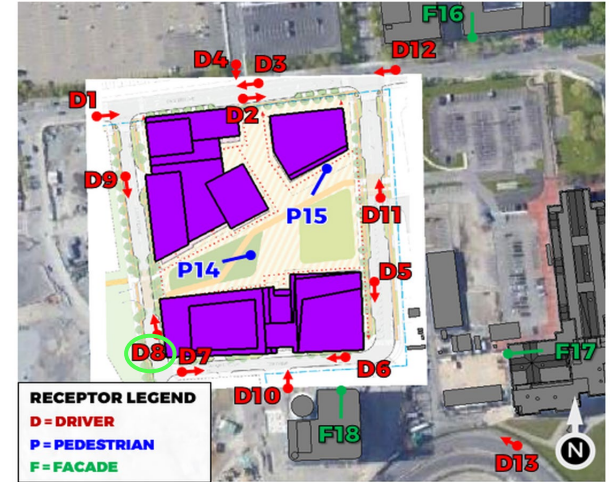 F16
D4
D3
D12
D1
D2
D9
P15
D11
P14
D5
D8
D7
D6
D10
F17
F18
D13
N
RECEPTOR LEGEND
D = DRIVER
P = PEDESTRIAN
F = FACADE